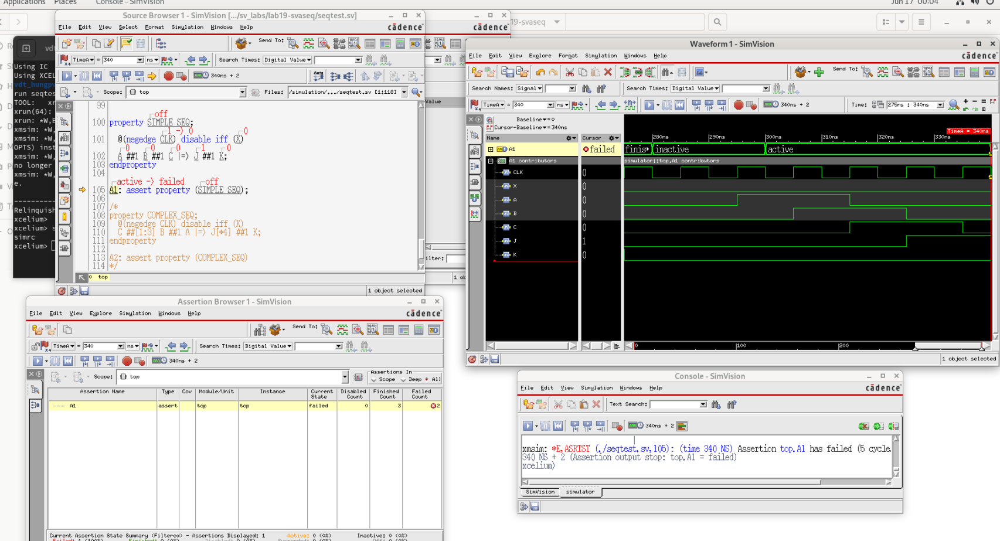 Applications Places Console - SimVision Jun 17 00:04
Source Browser 1 - SimVision [.../sv_labs/lab19-svaseq/seqtest.sv]
File Edit View Select Format Simulation Windows Help
cādence
cādence
19-svaseq
Send To:
TimeA = 340 ns
Search Times: Digital Value
340ns + 2
Scope: top
Files: /simulation/.../seqtest.sv [1:118]
Value
99
off
100 property SIMPLE_SEQ;
1 -> 0 0
101 @(negedge CLK) disable iff (X)
0 0 0 1 0
102 A ##1 B ##1 C |=> J ##1 K;
103 endproperty
104
active -> failed off
105 A1: assert property (SIMPLE_SEQ);
106
107 /*
108 property COMPLEX_SEQ;
109 @(negedge CLK) disable iff (X)
110 C ##[1:3] B ##1 A |=> J[*4] ##1 K;
111 endproperty
112
113 A2: assert property (COMPLEX_SEQ)
114 */
0 top
1 object selected
ilter:
Using IC
Using XCEL
vdt_hungp
run seqtes
TOOL: xr
xrun(64):
xrun: *W,
xmsim: *W,
xmsim: *W,
OPTS) inst
xmsim: *W,
no longer
xmsim: *W,
e.
Relinquish
xcelium>
xcelium> s
simrc
xcelium>
Assertion Browser 1 - SimVision
File Edit View Explore Simulation Windows Help
cādence
Send To:
TimeA = 340 ns
Search Times: Digital Value
340ns + 2
Scope: top
Assertions In
Scope Deep All
Assertion Name Type Cov Module/Unit Instance Current State Disabled Count Finished Count Failed Count
A1 assert top top failed 0 3 2
Current Assertion State Summary (Filtered) - Assertions Displayed: 1 Active: 0 (0%) Inactive: 0 (0%)
Waveform 1 - SimVision
File Edit View Explore Format Simulation Windows Help
cādence
Send To:
Search Names: Signal
Search Times: Digital Value
TimeA = 340 ns
340ns + 2
Time: 275ns : 340ns
Baseline = 0
Cursor-Baseline = 340ns
TimeA = 340ns
Name Cursor 280ns 290ns 300ns 310ns 320ns 330ns
A1 failed finis inactive active
A1 contributors simulator::top.A1 contributors
CLK 0
X 0
A 0
B 0
C 0
J 1
K 0
0 100 200
1 object selected
Console - SimVision
File Edit View Simulation Windows Help
cādence
Text Search:
340ns + 2
xmsim: *E,ASRTST (./seqtest.sv,105): (time 340 NS) Assertion top.A1 has failed (5 cycle
340 NS + 2 (Assertion output stop: top.A1 = failed)
xcelium>
SimVision simulator